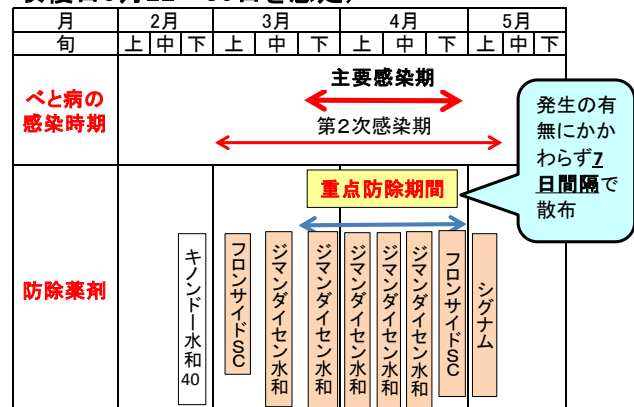 月 2月 3月 4月 5月
旬 上 中 下 上 中 下 上 中 下 上 中 下
べと病の
感染時期
主要感染期
第2次感染期
発生の有
無にかか
わらず7
日間隔で
散布
重点防除期間
防除薬剤
キノンドー水和40
フロンサイドSC
ジマンダイセン水和
ジマンダイセン水和
ジマンダイセン水和
ジマンダイセン水和
ジマンダイセン水和
フロンサイドSC
シグナム